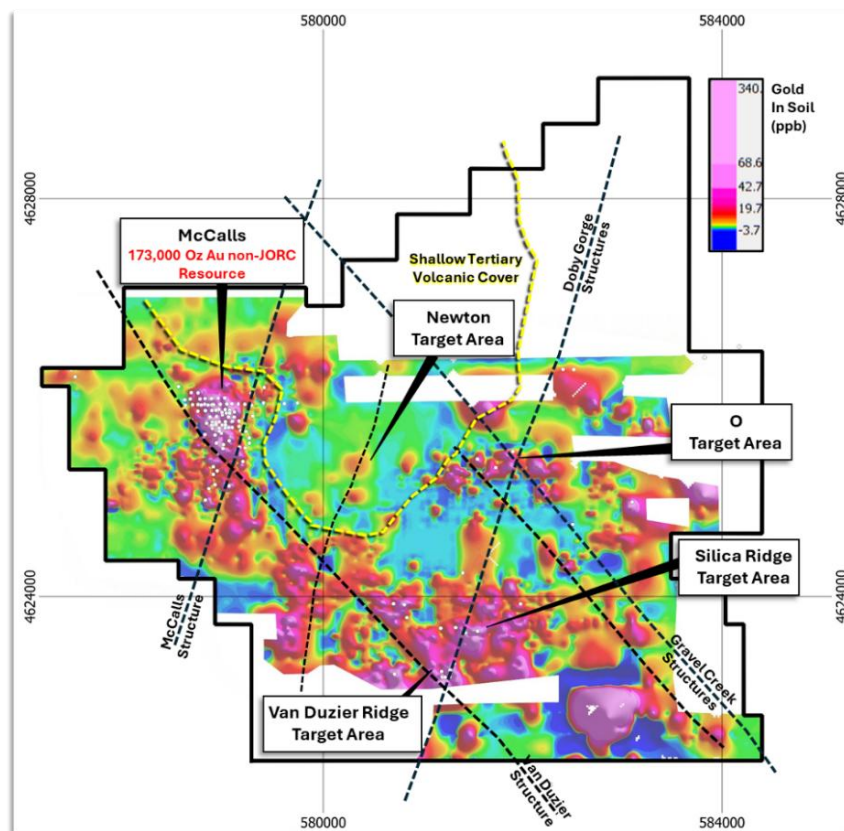 580000
584000
340.
68.6
42.7
19.7
-3.7
Gold
In Soil
(ppb)
4628000
4628000
McCalls
173,000 Oz Au non-JORC
Resource
Shallow Tertiary
Volcanic Cover
Doby Gorge
Structures
Newton
Target Area
O
Target Area
Silica Ridge
Target Area
4624000
4624000
McCalls
Structure
Gravel Creek
Structures
Van Duzier Ridge
Target Area
Van Duzier
Structure
580000
584000